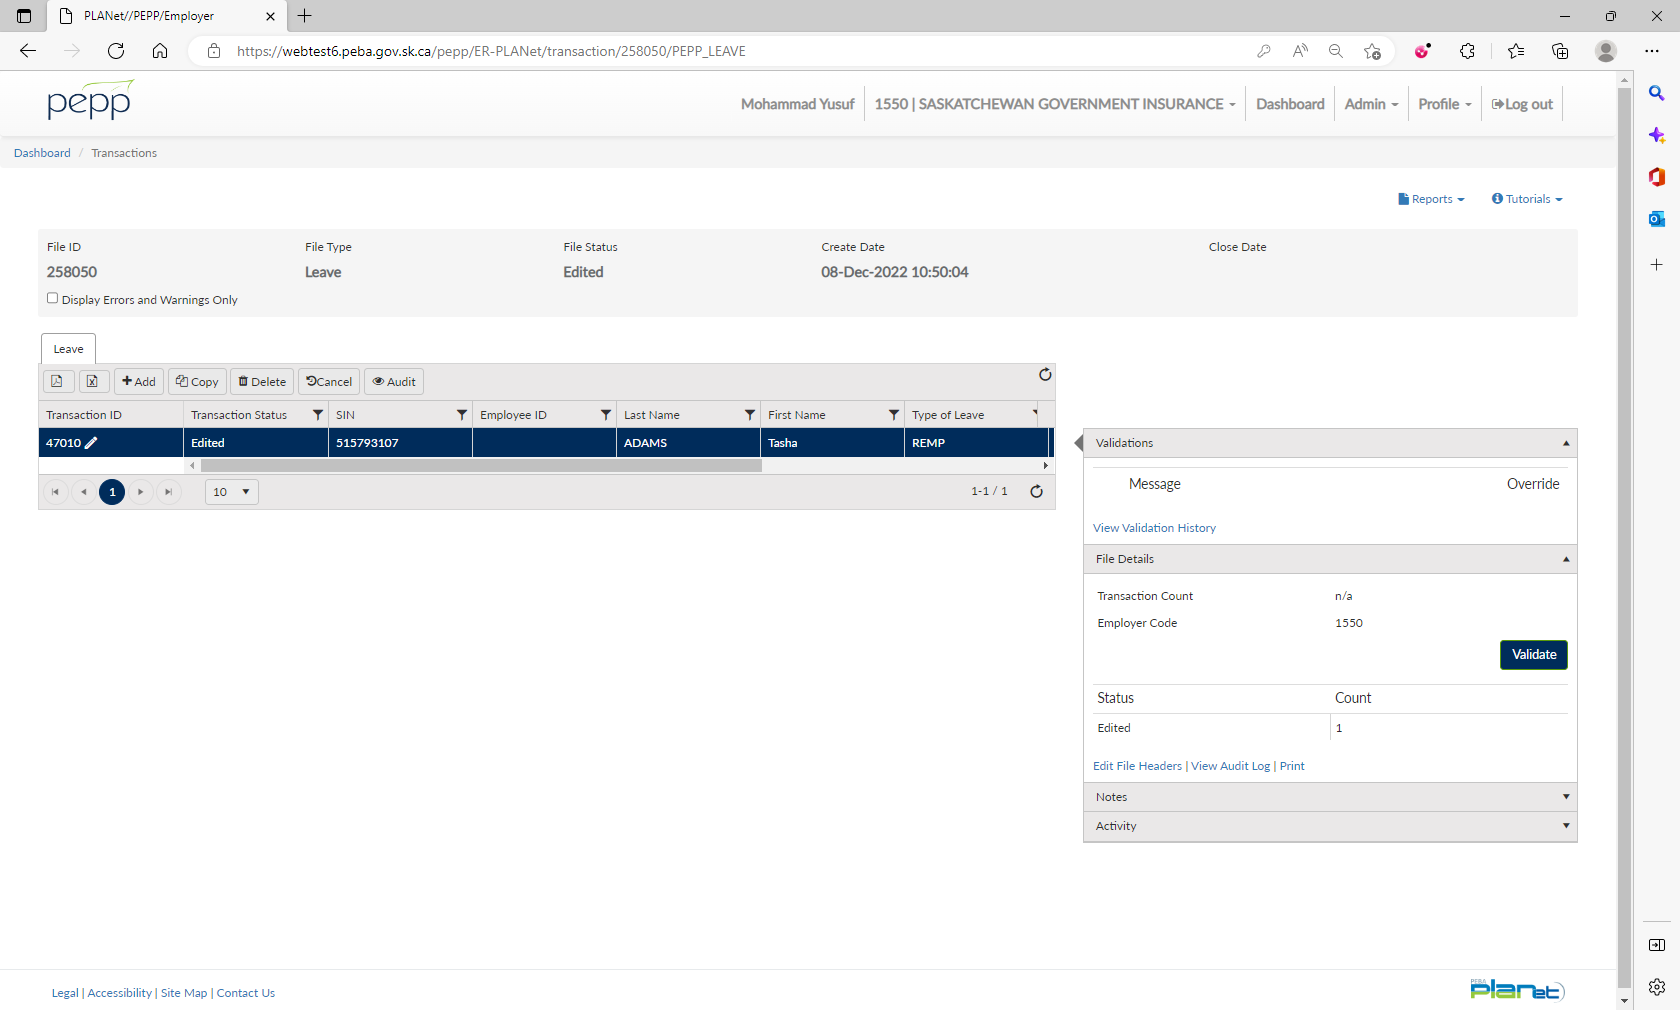 PLANet//PEPP/Employer
https://webtest6.peba.gov.sk.ca/pepp/ER-PLANet/transaction/258050/PEPP_LEAVE
pepp
Mohammad Yusuf
1550 | SASKATCHEWAN GOVERNMENT INSURANCE
Dashboard
Admin
Profile
Log out
Dashboard / Transactions
Reports
Tutorials
File ID
File Type
File Status
Create Date
Close Date
258050
Leave
Edited
08-Dec-2022 10:50:04
Display Errors and Warnings Only
Leave
Add
Copy
Delete
Cancel
Audit
Transaction ID
Transaction Status
SIN
Employee ID
Last Name
First Name
Type of Leave
47010
Edited
515793107
ADAMS
Tasha
REMP
1
10
1-1 / 1
Validations
Message
Override
View Validation History
File Details
Transaction Count
n/a
Employer Code
1550
Validate
Status
Count
Edited
1
Edit File Headers | View Audit Log | Print
Notes
Activity
Legal | Accessibility | Site Map | Contact Us
PEBA
planet